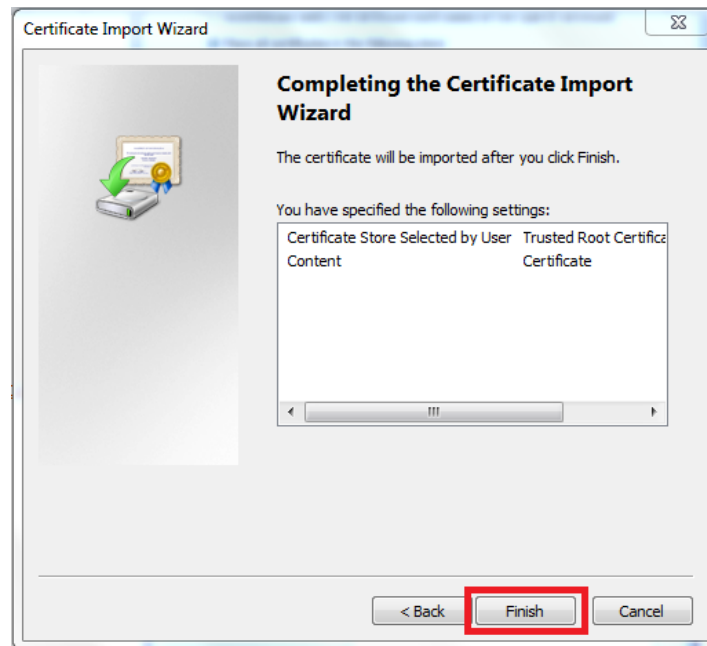 Certificate Import Wizard
Completing the Certificate Import
Wizard
The certificate will be imported after you click Finish.
You have specified the following settings:
Certificate Store Selected by User Trusted Root Certifica
Content Certificate
< Back Finish Cancel